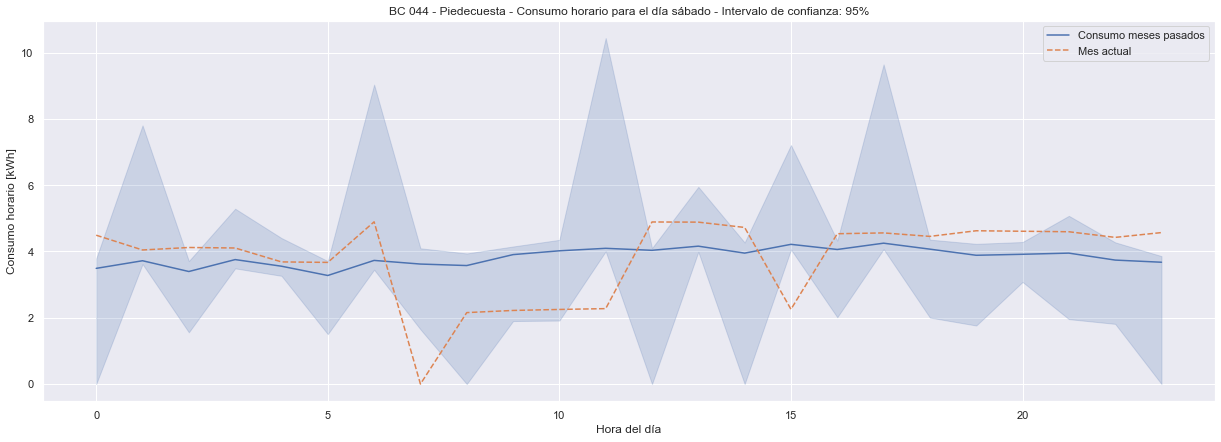 BC 044 - Piedecuesta - Consumo horario para el día sábado - Intervalo de confianza: 95%
Consumo meses pasados
Mes actual
Consumo horario [kWh]
10
8
6
4
2
0
0 5 10 15 20
Hora del día